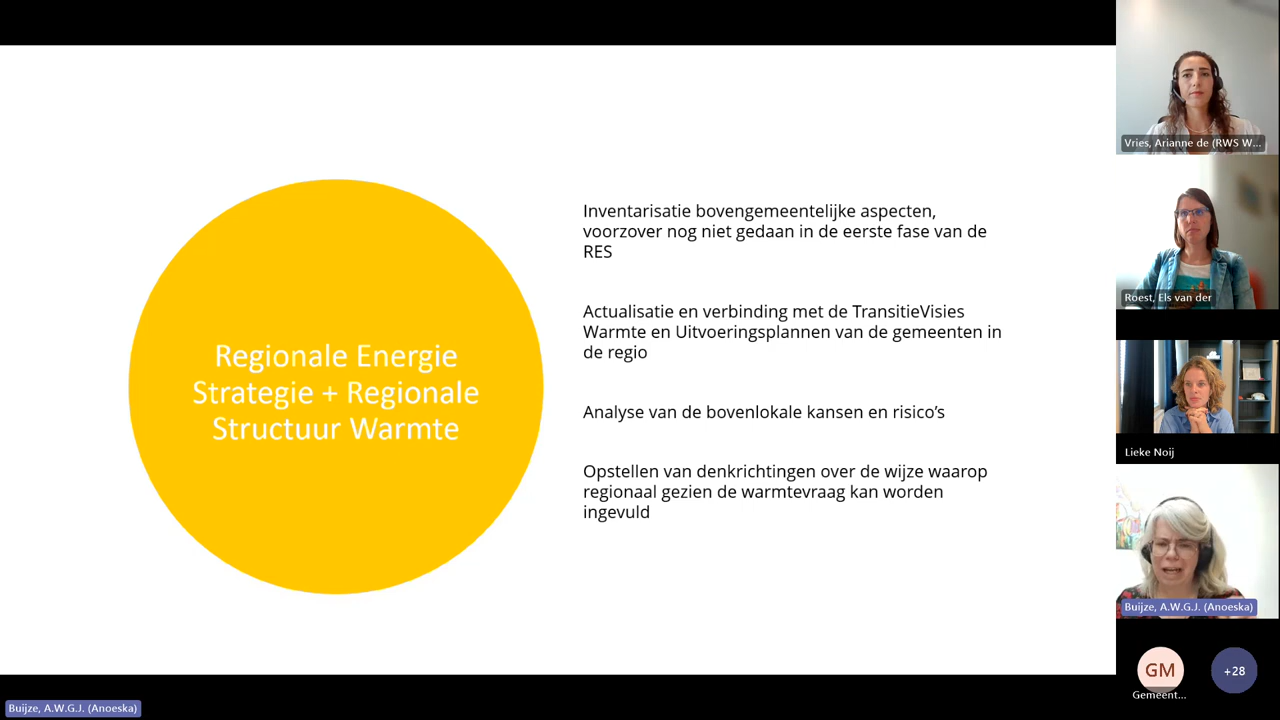 Regionale Energie
Strategie + Regionale
Structuur Warmte
Inventarisatie bovengemeentelijke aspecten,
voorzover nog niet gedaan in de eerste fase van de
RES
Actualisatie en verbinding met de TransitieVisies
Warmte en Uitvoeringsplannen van de gemeenten in
de regio
Analyse van de bovenlokale kansen en risico's
Opstellen van denkrichtingen over de wijze waarop
regionaal gezien de warmtevraag kan worden
ingevuld
Vries, Arianne de (RWS W...
Roest, Els van der
Lieke Noij
Buijze, A.W.G.J. (Anoeska)
GM
+28
Gemeent...
Buijze, A.W.G.J. (Anoeska)